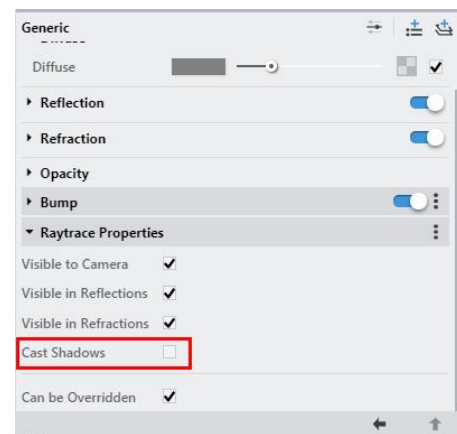 Generic
Diffuse
Reflection
Refraction
Opacity
Bump
Raytrace Properties
Visible to Camera
Visible in Reflections
Visible in Refractions
Cast Shadows
Can be Overridden